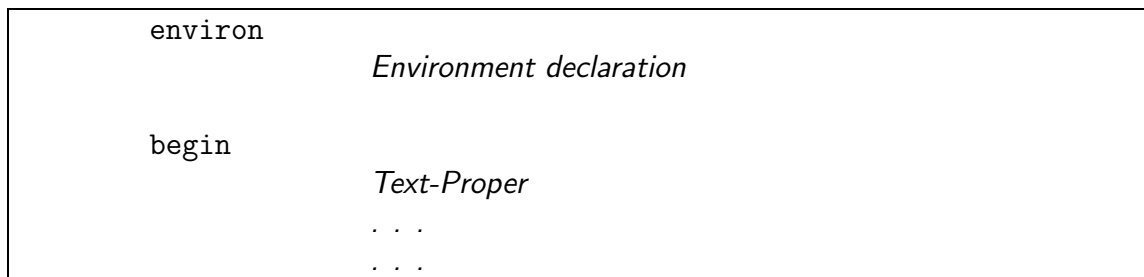 environ
Environment declaration
begin
Text-Proper
. . .
. . .